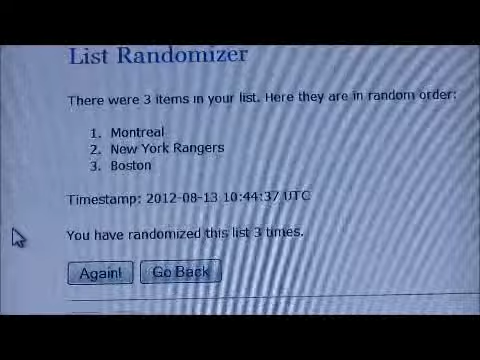 List Randomizer
There were 3 items in your list. Here they are in random order:
1. Montreal
2. New York Rangers
3. Boston
Timestamp: 2012-08-13 10:44:37 UTC
You have randomized this list 3 times.
Again! Go Back